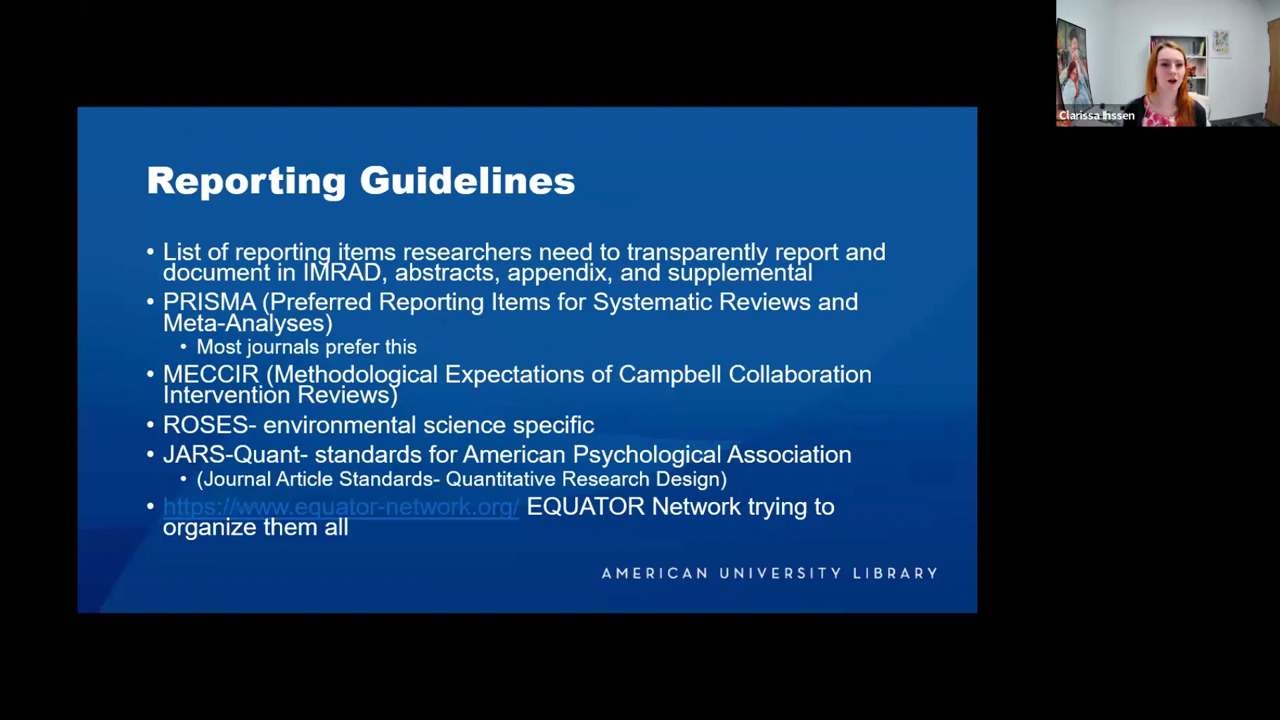 Clarissa Ihssen
Reporting Guidelines
• List of reporting items researchers need to transparently report and
document in IMRAD, abstracts, appendix, and supplemental
• PRISMA (Preferred Reporting Items for Systematic Reviews and
Meta-Analyses)
• Most journals prefer this
• MECCIR (Methodological Expectations of Campbell Collaboration
Intervention Reviews)
• ROSES- environmental science specific
• JARS-Quant- standards for American Psychological Association
• (Journal Article Standards- Quantitative Research Design)
• https://www.equator-network.org/ EQUATOR Network trying to
organize them all
AMERICAN UNIVERSITY LIBRARY